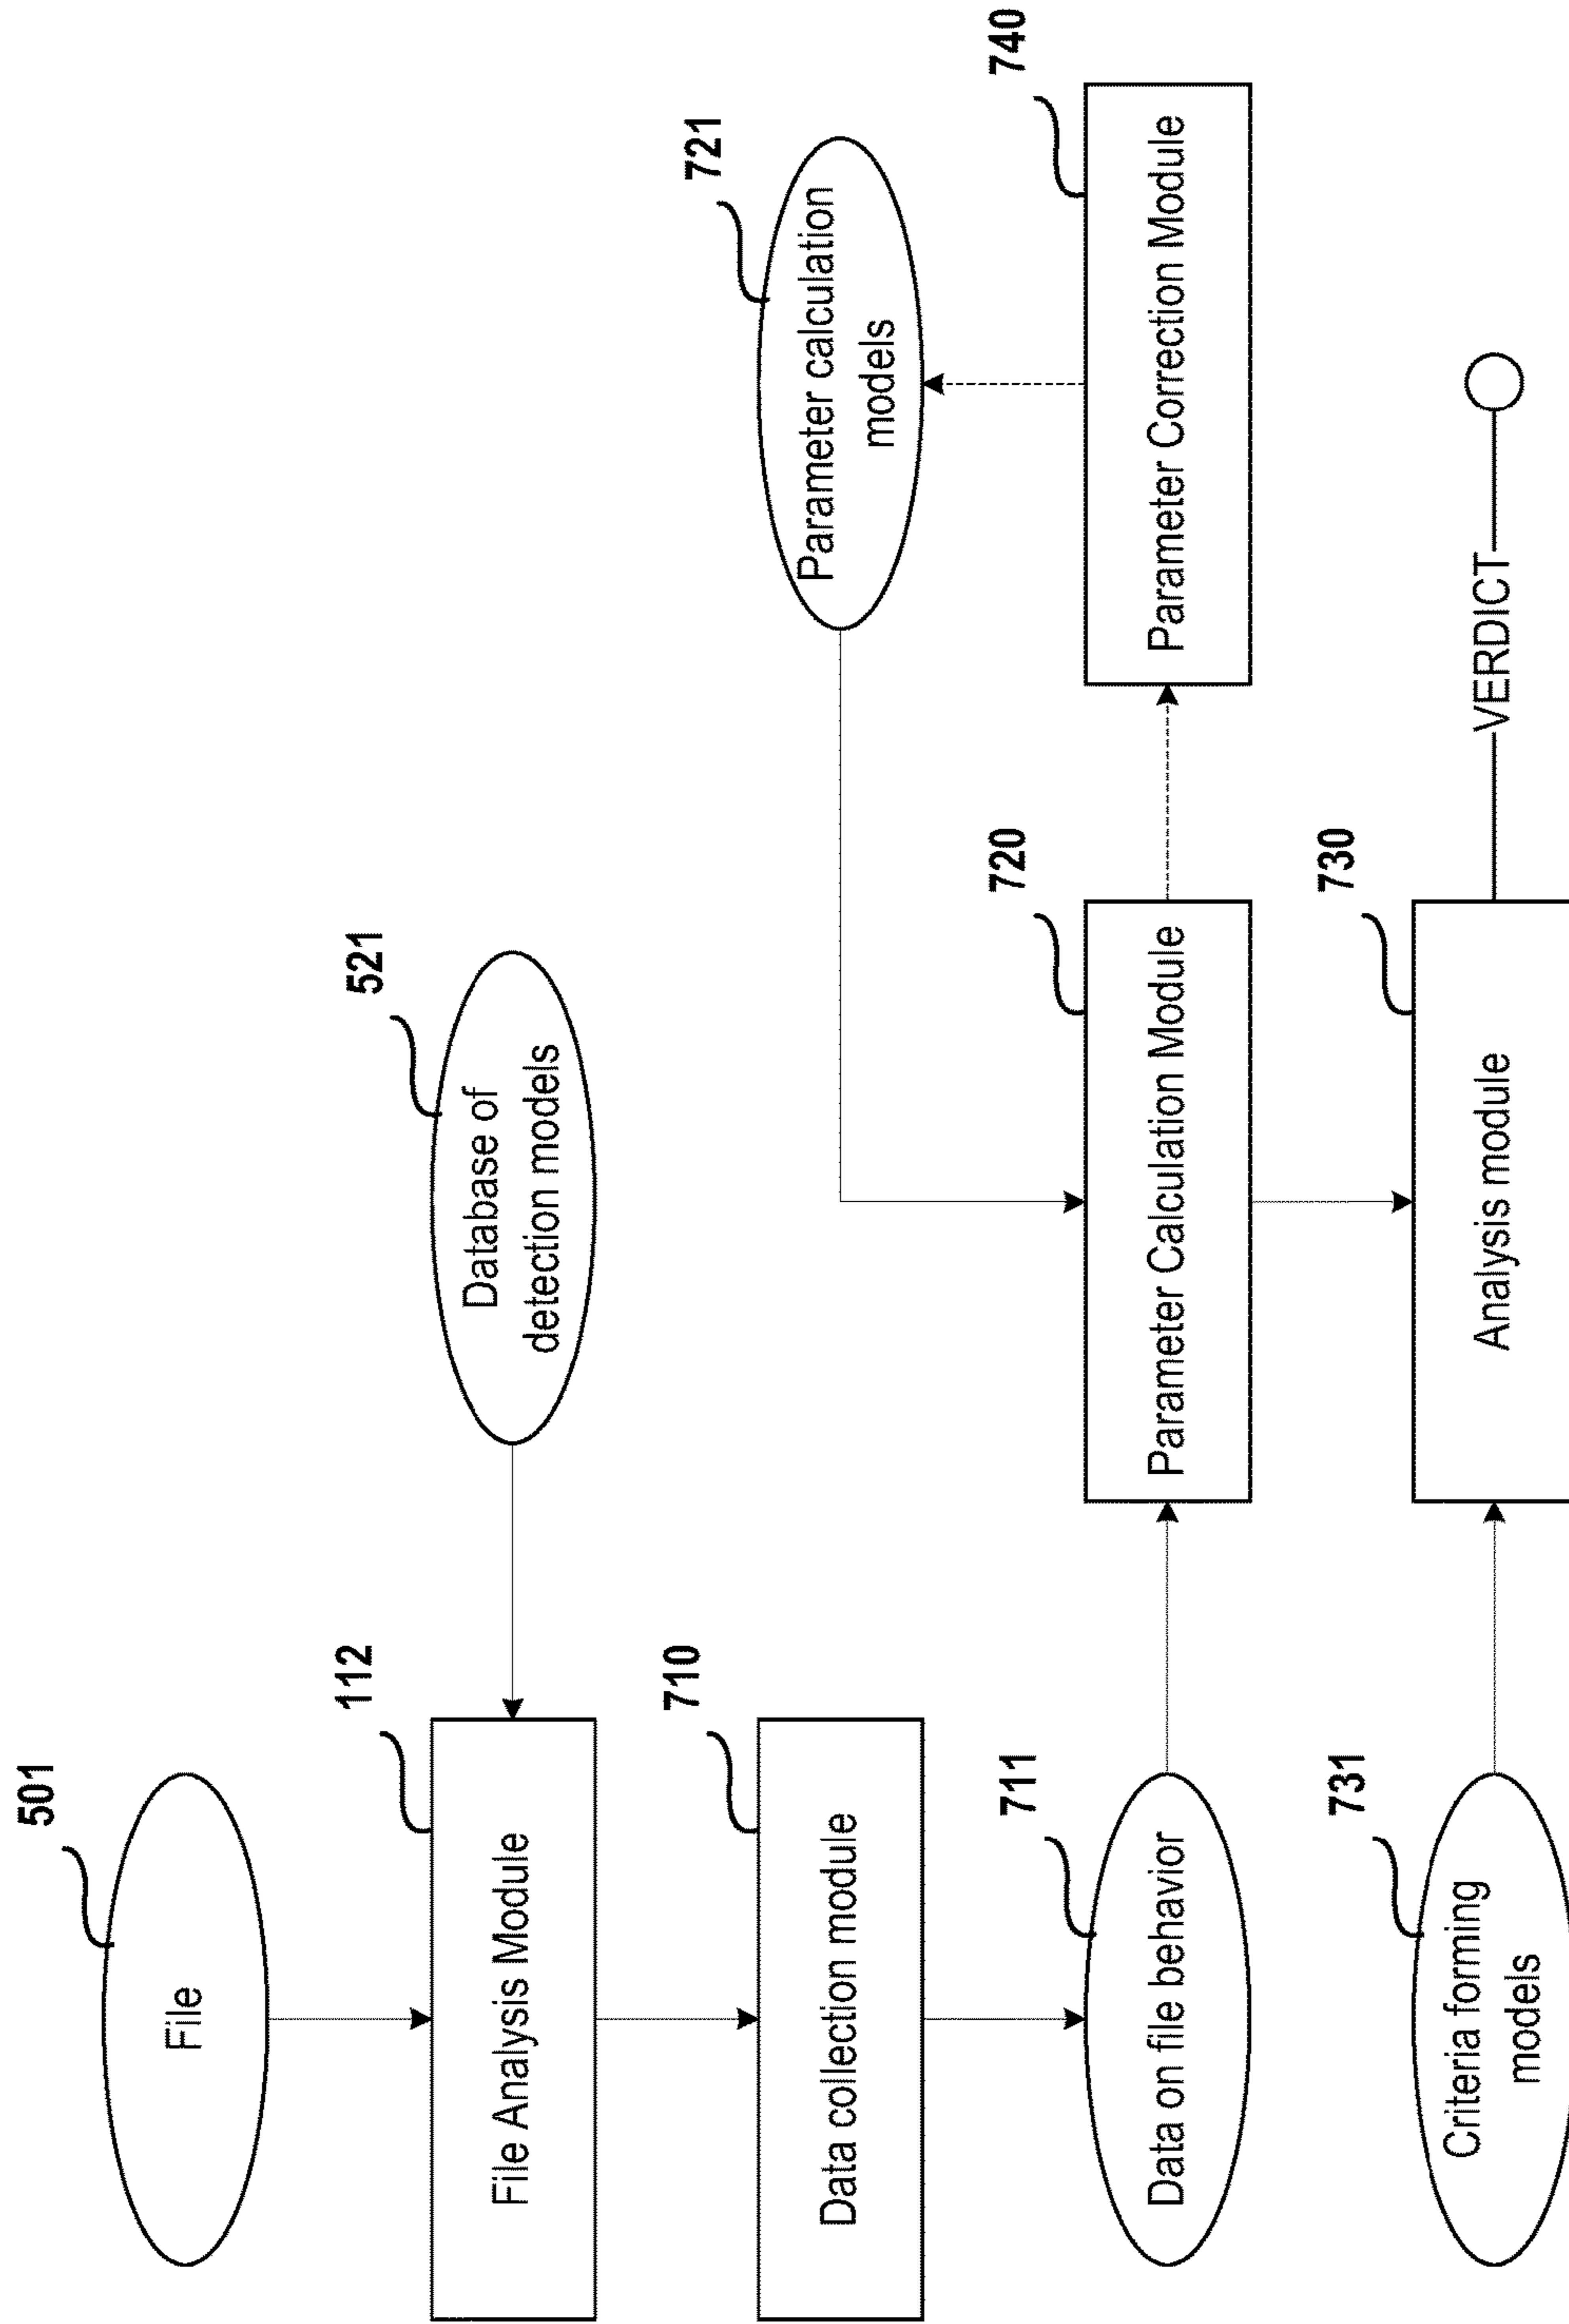 501
File
112
File Analysis Module
521
Database of
detection models
710
Data collection module
721
Parameter calculation
models
711
Data on file behavior
720
Parameter Calculation Module
740
Parameter Correction Module
731
Criteria forming
models
730
Analysis module
VERDICT